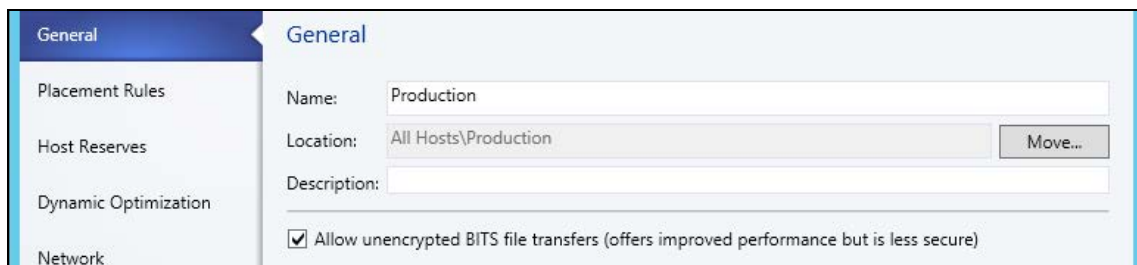 General
Placement Rules
Host Reserves
Dynamic Optimization
Network
General
Name: Production
Location: All Hosts\Production Move...
Description:
Allow unencrypted BITS file transfers (offers improved performance but is less secure)